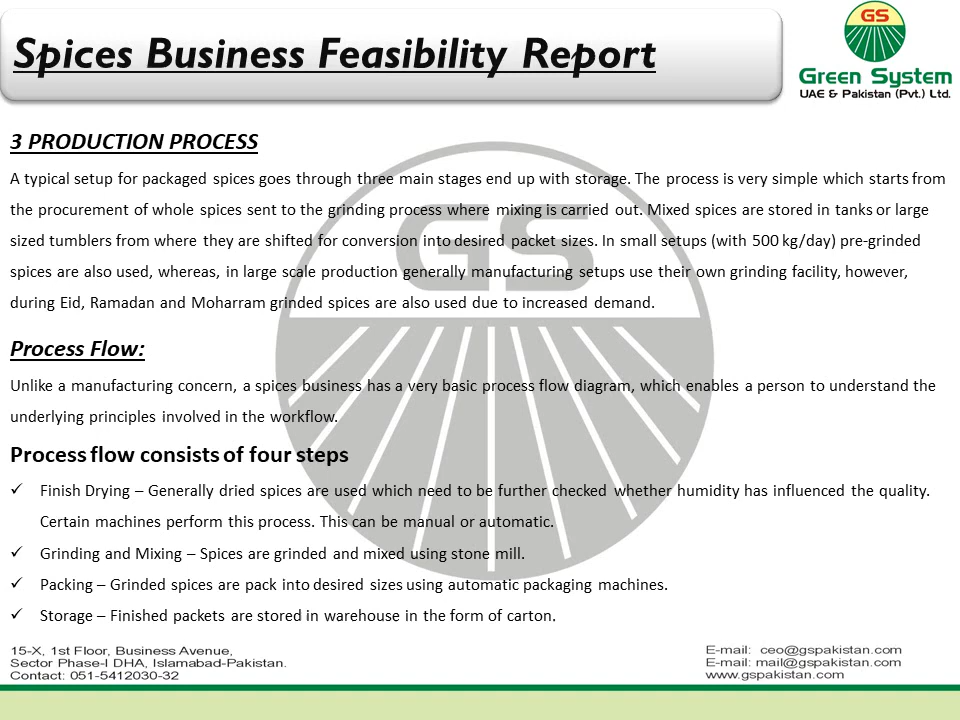 Spices Business Feasibility Report
GS
Green System
UAE & Pakistan (Pvt.) Ltd.
3 PRODUCTION PROCESS
A typical setup for packaged spices goes through three main stages end up with storage. The process is very simple which starts from
the procurement of whole spices sent to the grinding process where mixing is carried out. Mixed spices are stored in tanks or large
sized tumblers from where they are shifted for conversion into desired packet sizes. In small setups (with 500 kg/day) pre-grinded
spices are also used, whereas, in large scale production generally manufacturing setups use their own grinding facility, however,
during Eid, Ramadan and Moharram grinded spices are also used due to increased demand.
GS
Process Flow:
Unlike a manufacturing concern, a spices business has a very basic process flow diagram, which enables a person to understand the
underlying principles involved in the workflow.
Process flow consists of four steps
✓ Finish Drying – Generally dried spices are used which need to be further checked whether humidity has influenced the quality.
Certain machines perform this process. This can be manual or automatic.
✓ Grinding and Mixing – Spices are grinded and mixed using stone mill.
✓ Packing – Grinded spices are pack into desired sizes using automatic packaging machines.
✓ Storage – Finished packets are stored in warehouse in the form of carton.
15-X, 1st Floor, Business Avenue,
Sector Phase-I DHA, Islamabad-Pakistan.
Contact: 051-5412030-32
E-mail: ceo@gspakistan.com
E-mail: mail@gspakistan.com
www.gspakistan.com